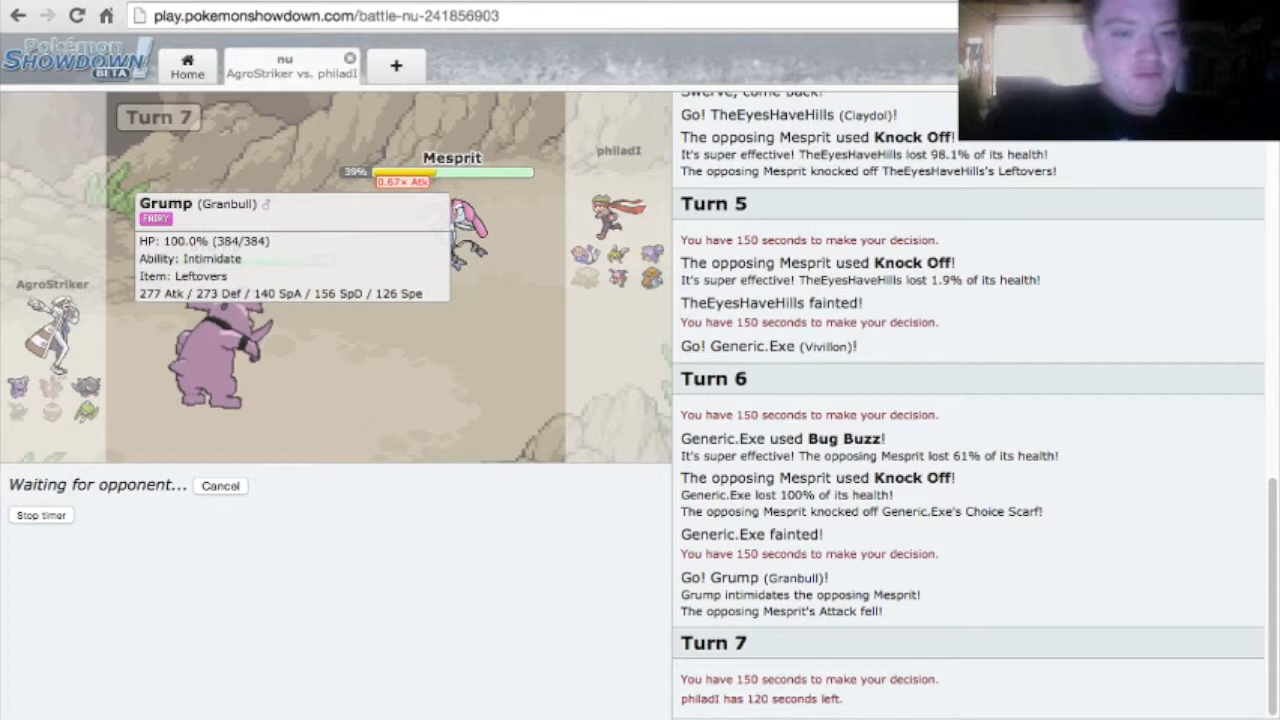 play.pokemonshowdown.com/battle-nu-241856903
Pokémon
SHOWDOWN!
BETA
Home
nu
AgroStriker vs. philadI
+
Turn 7
Mesprit
39%
0.67× Atk
philadI
Grump (Granbull) ♂
FAIRY
HP: 100.0% (384/384)
Ability: Intimidate
Item: Leftovers
277 Atk / 273 Def / 140 SpA / 156 SpD / 126 Spe
AgroStriker
Waiting for opponent... Cancel
Stop timer
Swerve, come back!
Go! TheEyesHaveHills (Claydol)!
The opposing Mesprit used Knock Off!
It's super effective! TheEyesHaveHills lost 98.1% of its health!
The opposing Mesprit knocked off TheEyesHaveHills's Leftovers!
Turn 5
You have 150 seconds to make your decision.
The opposing Mesprit used Knock Off!
It's super effective! TheEyesHaveHills lost 1.9% of its health!
TheEyesHaveHills fainted!
You have 150 seconds to make your decision.
Go! Generic.Exe (Vivillon)!
Turn 6
You have 150 seconds to make your decision.
Generic.Exe used Bug Buzz!
It's super effective! The opposing Mesprit lost 61% of its health!
The opposing Mesprit used Knock Off!
Generic.Exe lost 100% of its health!
The opposing Mesprit knocked off Generic.Exe's Choice Scarf!
Generic.Exe fainted!
You have 150 seconds to make your decision.
Go! Grump (Granbull)!
Grump intimidates the opposing Mesprit!
The opposing Mesprit's Attack fell!
Turn 7
You have 150 seconds to make your decision.
philadI has 120 seconds left.